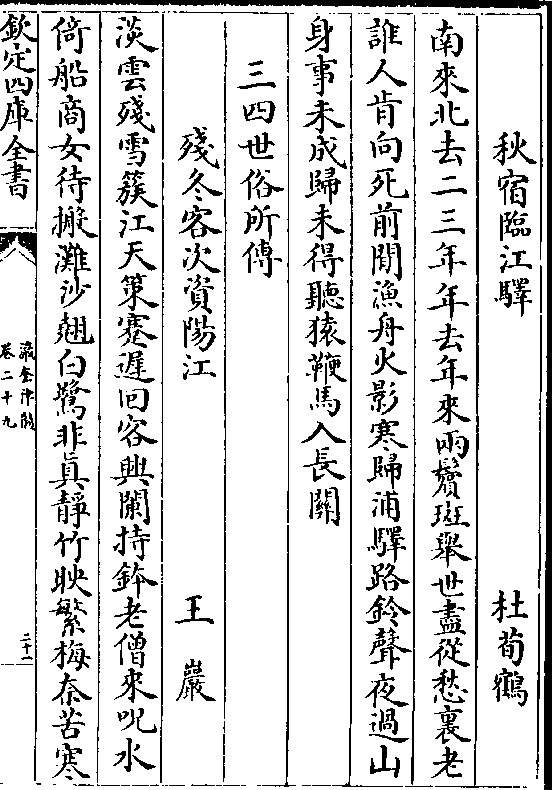 秋宿臨江驛 杜荀鶴
南來北去二三年年去年來兩鬢斑舉世盡從愁裏老
誰人肯向死前閒漁舟火影寒歸浦驛路鈴聲夜過山
身事未成歸未得聽猿鞭馬入長關
三四世俗所傳
殘冬客次資陽江 王巖
淡雲殘雪簇江天策蹇遲回客興闌持鉢老僧來呪水
倚船商女待搬灘沙翹白鷺非眞靜竹映繁梅奈苦寒
欽定四庫全書
瀛奎律髓
卷二十九
二十一